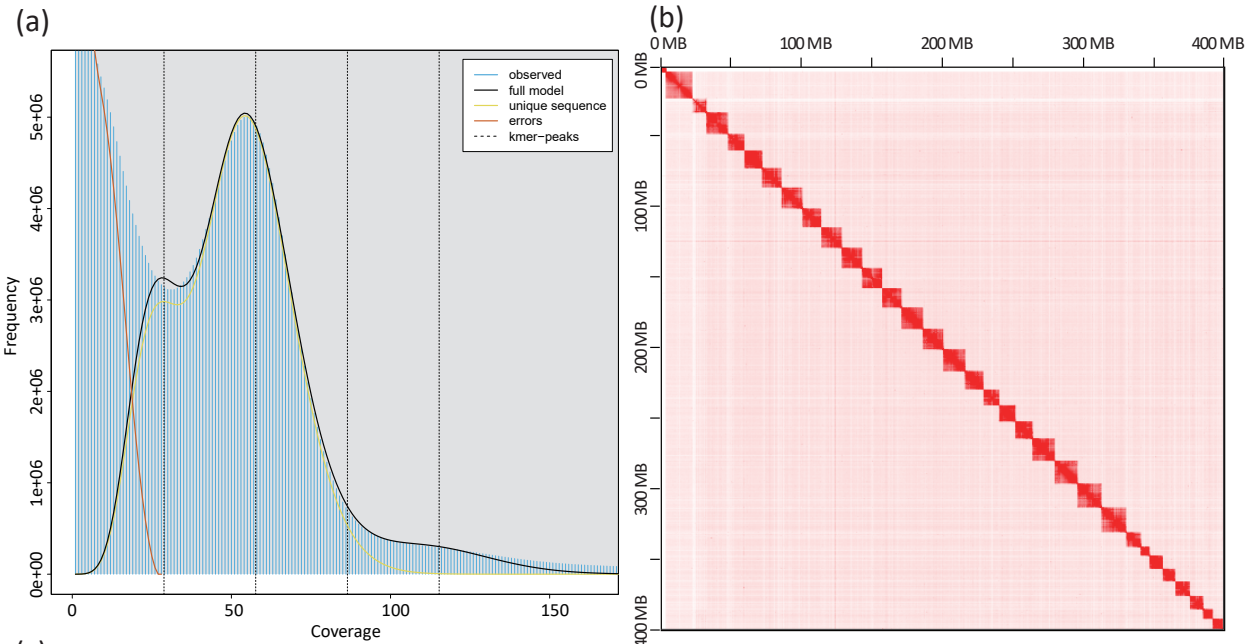 (a)
observed
full model
unique sequence
errors
kmer−peaks
Frequency
5e+06
4e+06
3e+06
2e+06
1e+06
0e+00
0
50
100
150
Coverage
(b)
0 MB
100 MB
200 MB
300 MB
400 MB
0 MB
100 MB
200 MB
300 MB
400 MB